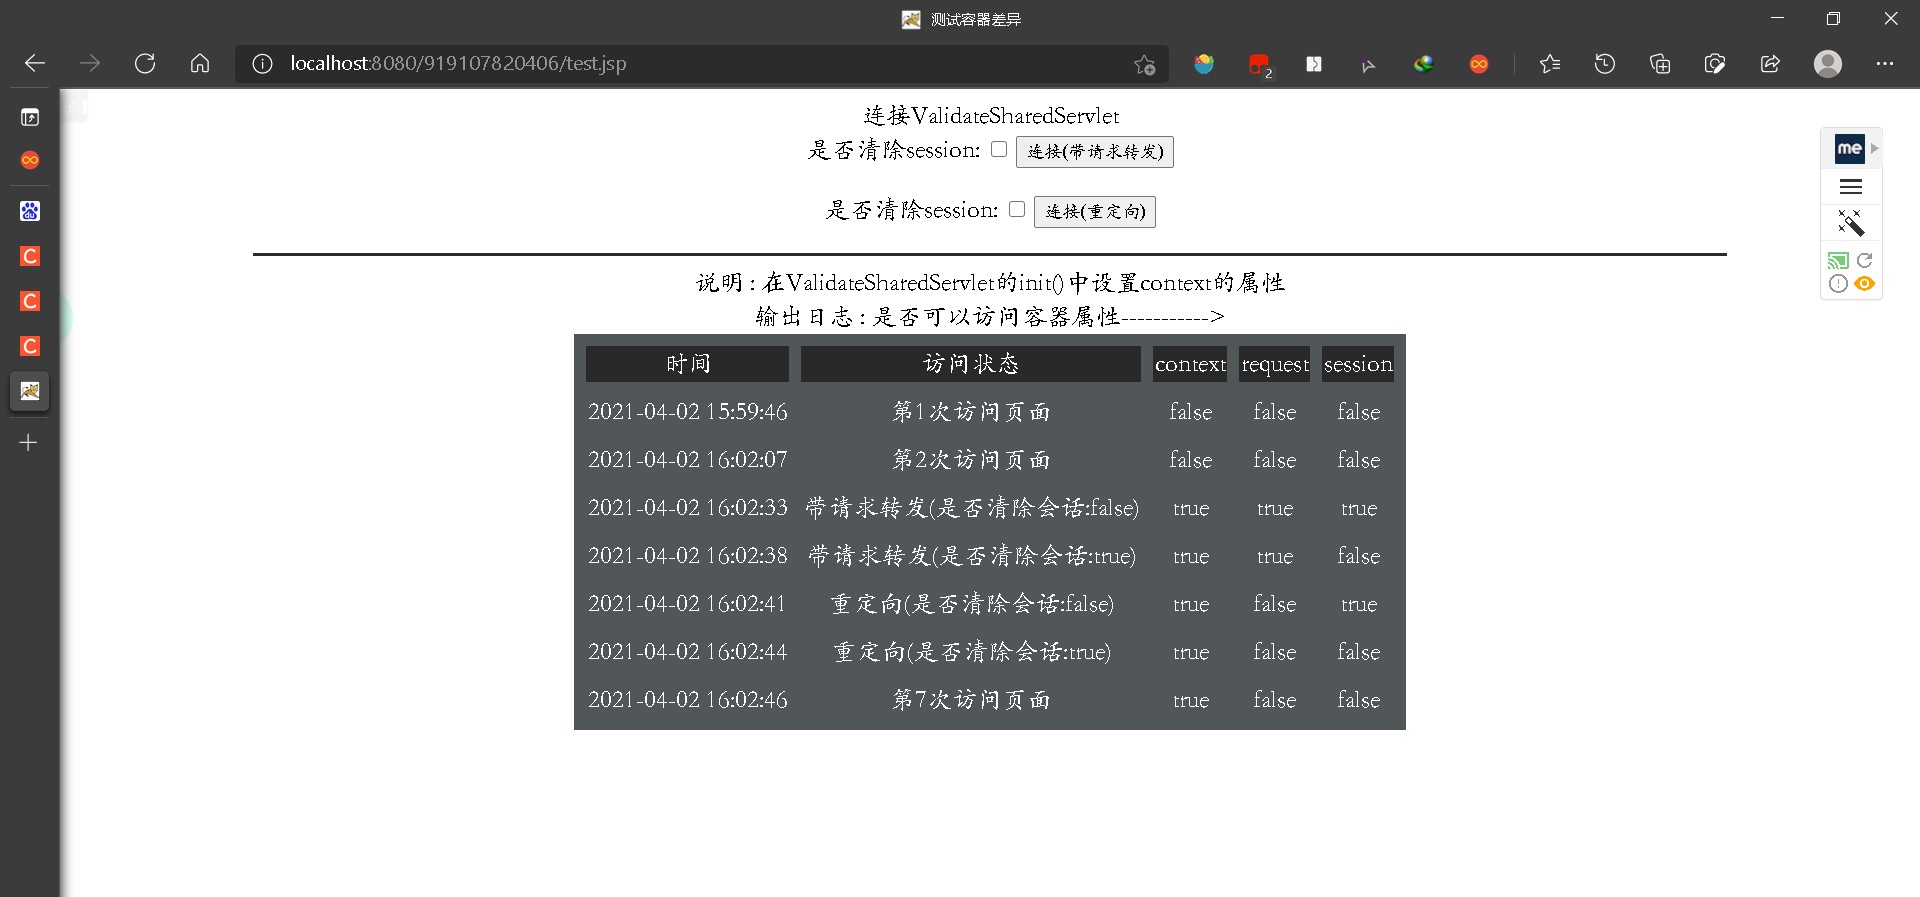 测试容器差异
localhost:8080/919107820406/test.jsp
2
连接ValidateSharedServlet
是否清除session: 连接(带请求转发)
me
是否清除session: 连接(重定向)
说明 : 在ValidateSharedServlet的init()中设置context的属性
输出日志 : 是否可以访问容器属性----------->
时间 访问状态 context request session
2021-04-02 15:59:46 第1次访问页面 false false false
2021-04-02 16:02:07 第2次访问页面 false false false
2021-04-02 16:02:33 带请求转发(是否清除会话:false) true true true
2021-04-02 16:02:38 带请求转发(是否清除会话:true) true true false
2021-04-02 16:02:41 重定向(是否清除会话:false) true false true
2021-04-02 16:02:44 重定向(是否清除会话:true) true false false
2021-04-02 16:02:46 第7次访问页面 true false false
du
C
C
C